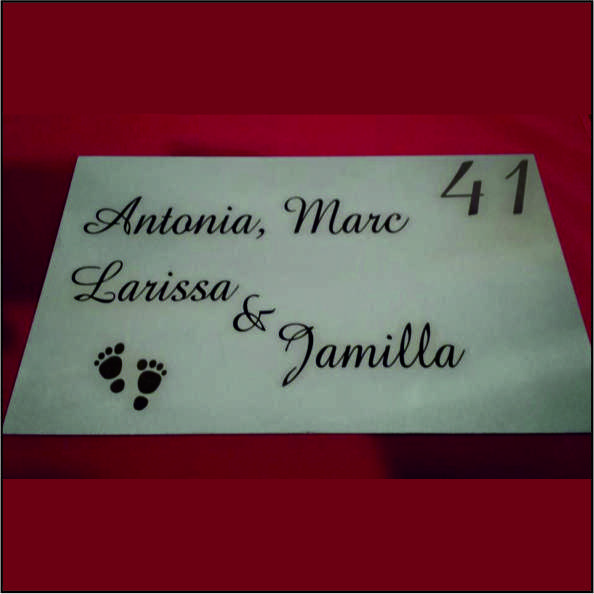 41
Antonia, Marc
Larissa
&
Jamilla